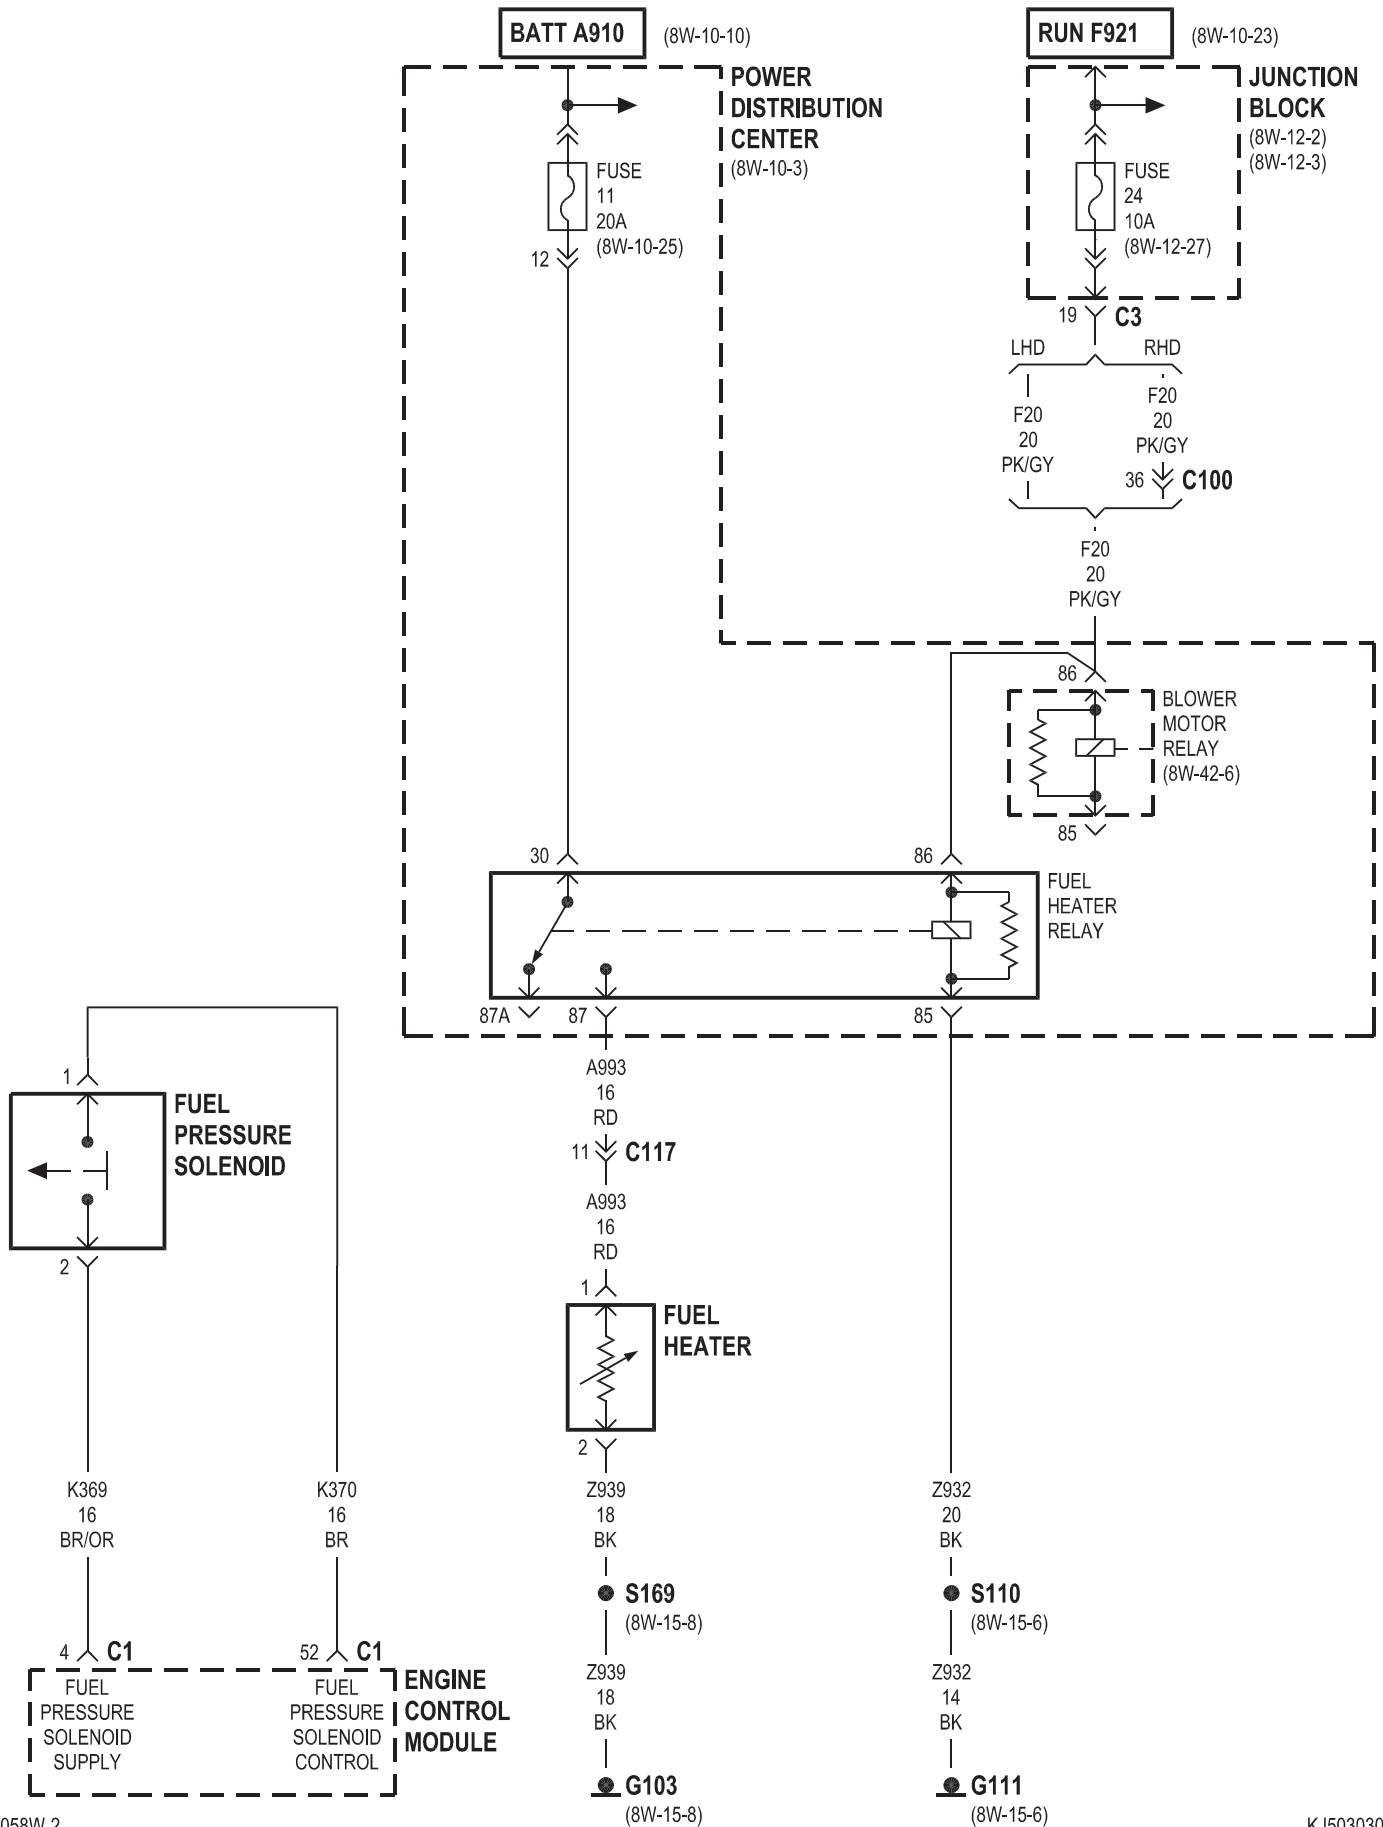 BATT A910
(8W-10-10)
RUN F921
(8W-10-23)
POWER
DISTRIBUTION
CENTER
(8W-10-3)
JUNCTION
BLOCK
(8W-12-2)
(8W-12-3)
FUSE
11
20A
(8W-10-25)
12
FUSE
24
10A
(8W-12-27)
19
C3
LHD
RHD
F20
20
PK/GY
F20
20
PK/GY
36
C100
F20
20
PK/GY
86
BLOWER
MOTOR
RELAY
(8W-42-6)
85
30
86
FUEL
HEATER
RELAY
87A
87
85
A993
16
RD
11
C117
A993
16
RD
1
FUEL
PRESSURE
SOLENOID
2
1
FUEL
HEATER
2
K369
16
BR/OR
K370
16
BR
Z939
18
BK
Z932
20
BK
S169
(8W-15-8)
S110
(8W-15-6)
4
C1
52
C1
FUEL
PRESSURE
SOLENOID
SUPPLY
FUEL
PRESSURE
SOLENOID
CONTROL
ENGINE
CONTROL
MODULE
Z939
18
BK
Z932
14
BK
G103
(8W-15-8)
G111
(8W-15-6)
058W-2
KJ503030